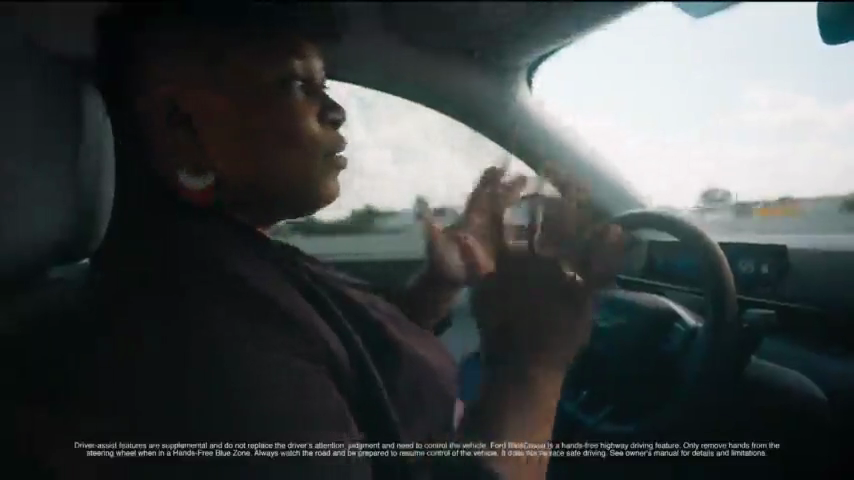 Driver-assist features are supplemental and do not replace the driver's attention, judgment and need to control the vehicle. Ford BlueCruise is a hands-free highway driving feature. Only remove hands from the
steering wheel when in a Hands-Free Blue Zone. Always watch the road and be prepared to resume control of the vehicle. It does not replace safe driving. See owner's manual for details and limitations.